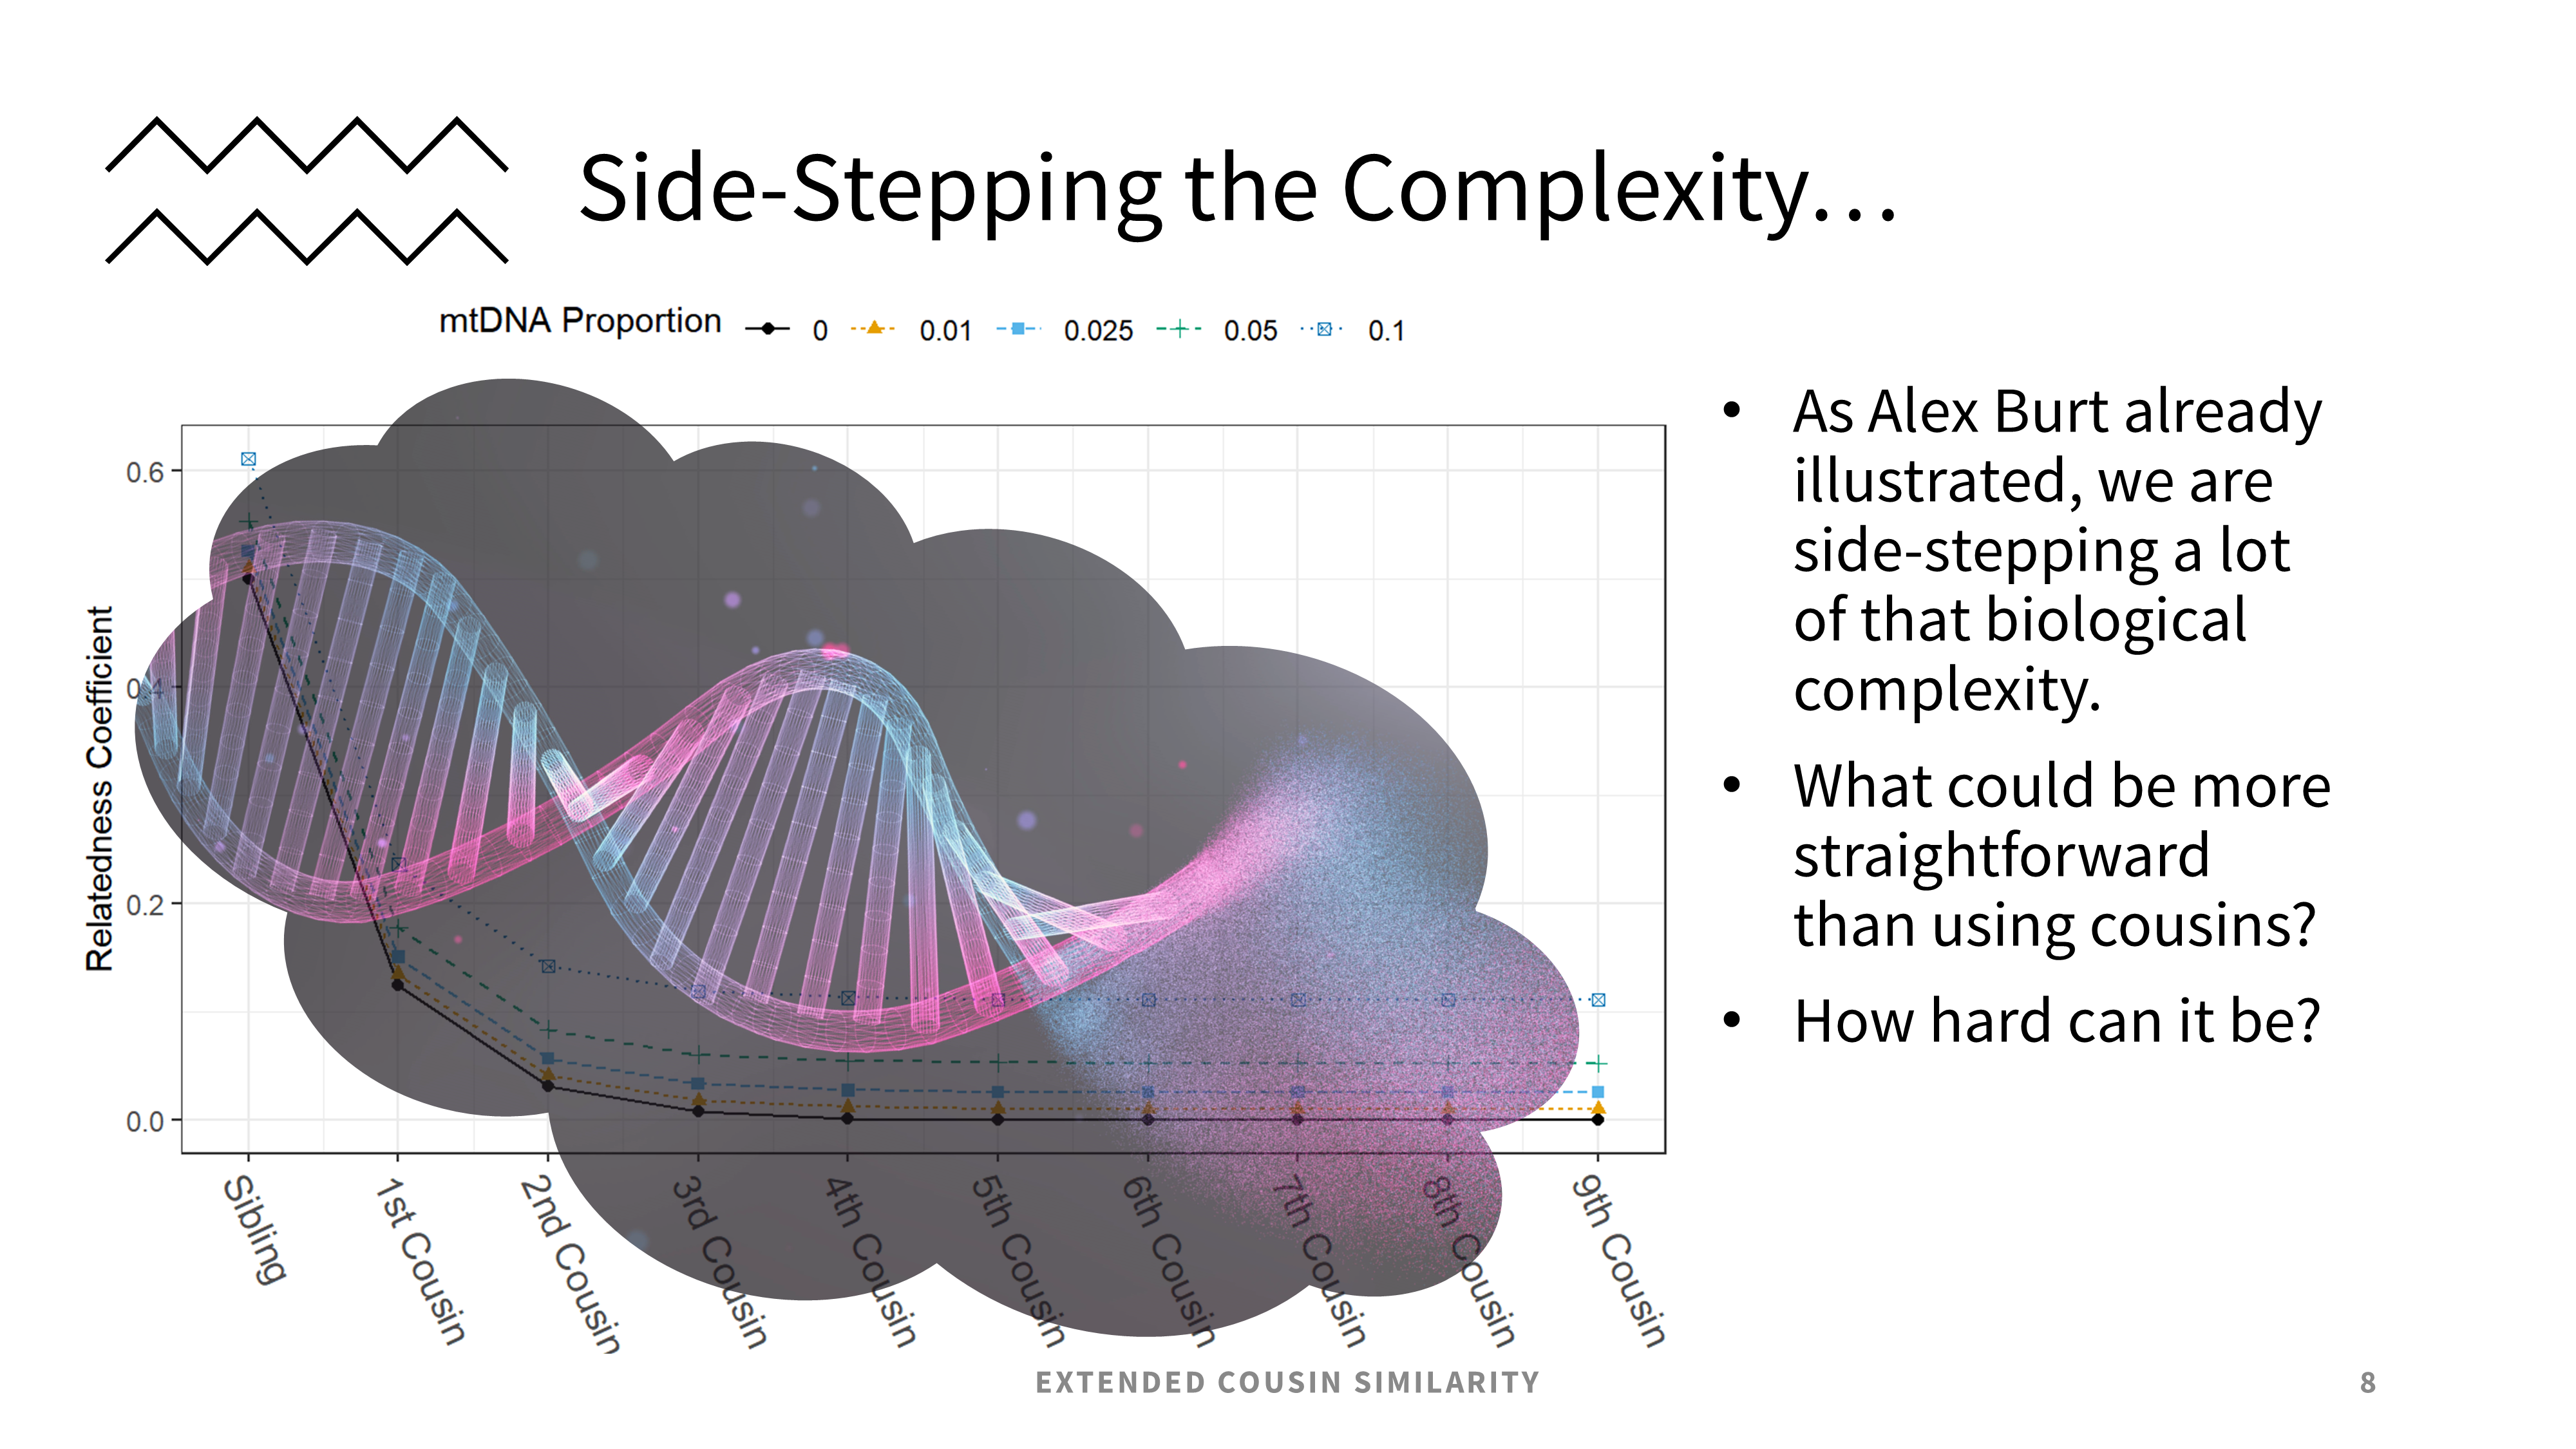 Side-Stepping the Complexity…
mtDNA Proportion 0 0.01 0.025 0.05 0.1
Relatedness Coefficient
0.6
0.4
0.2
0.0
Sibling
1st Cousin
2nd Cousin
3rd Cousin
4th Cousin
5th Cousin
6th Cousin
7th Cousin
8th Cousin
9th Cousin
• As Alex Burt already
illustrated, we are
side-stepping a lot
of that biological
complexity.
• What could be more
straightforward
than using cousins?
• How hard can it be?
EXTENDED COUSIN SIMILARITY
8